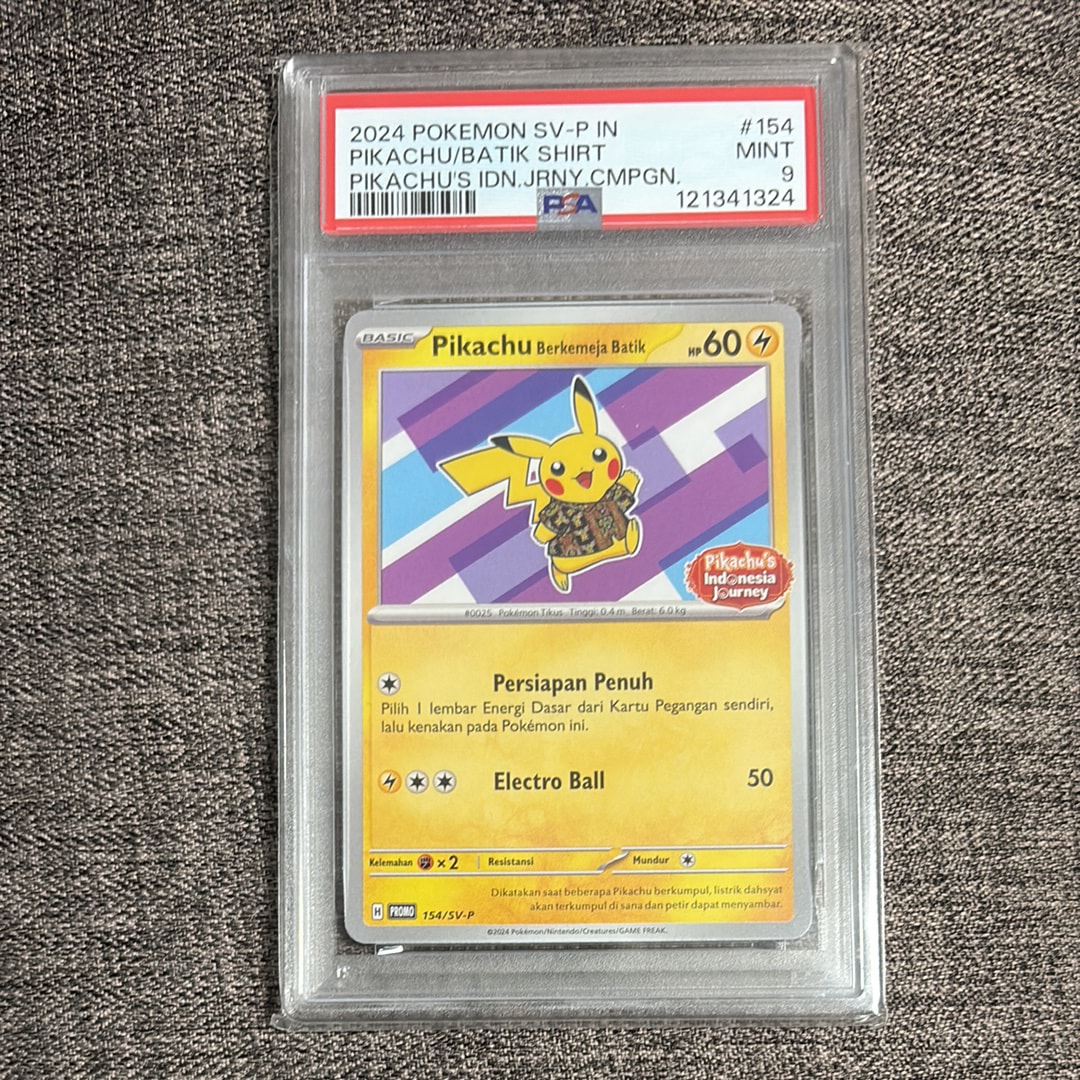 2024 POKEMON SV-P IN #154
PIKACHU/BATIK SHIRT MINT
PIKACHU'S IDN.JRNY.CMPGN. 9
PSA 121341324
BASIC Pikachu Berkemeja Batik HP 60
Pikachu's
Indonesia
Journey
#0025 Pokémon Tikus Tinggi: 0.4 m Berat: 6.0 kg
Persiapan Penuh
Pilih 1 lembar Energi Dasar dari Kartu Pegangan sendiri,
lalu kenakan pada Pokémon ini.
Electro Ball 50
Kelemahan ×2 Resistansi Mundur
Dikatakan saat beberapa Pikachu berkumpul, listrik dahsyat
akan terkumpul di sana dan petir dapat menyambar.
H PROMO 154/SV-P
©2024 Pokémon/Nintendo/Creatures/GAME FREAK.